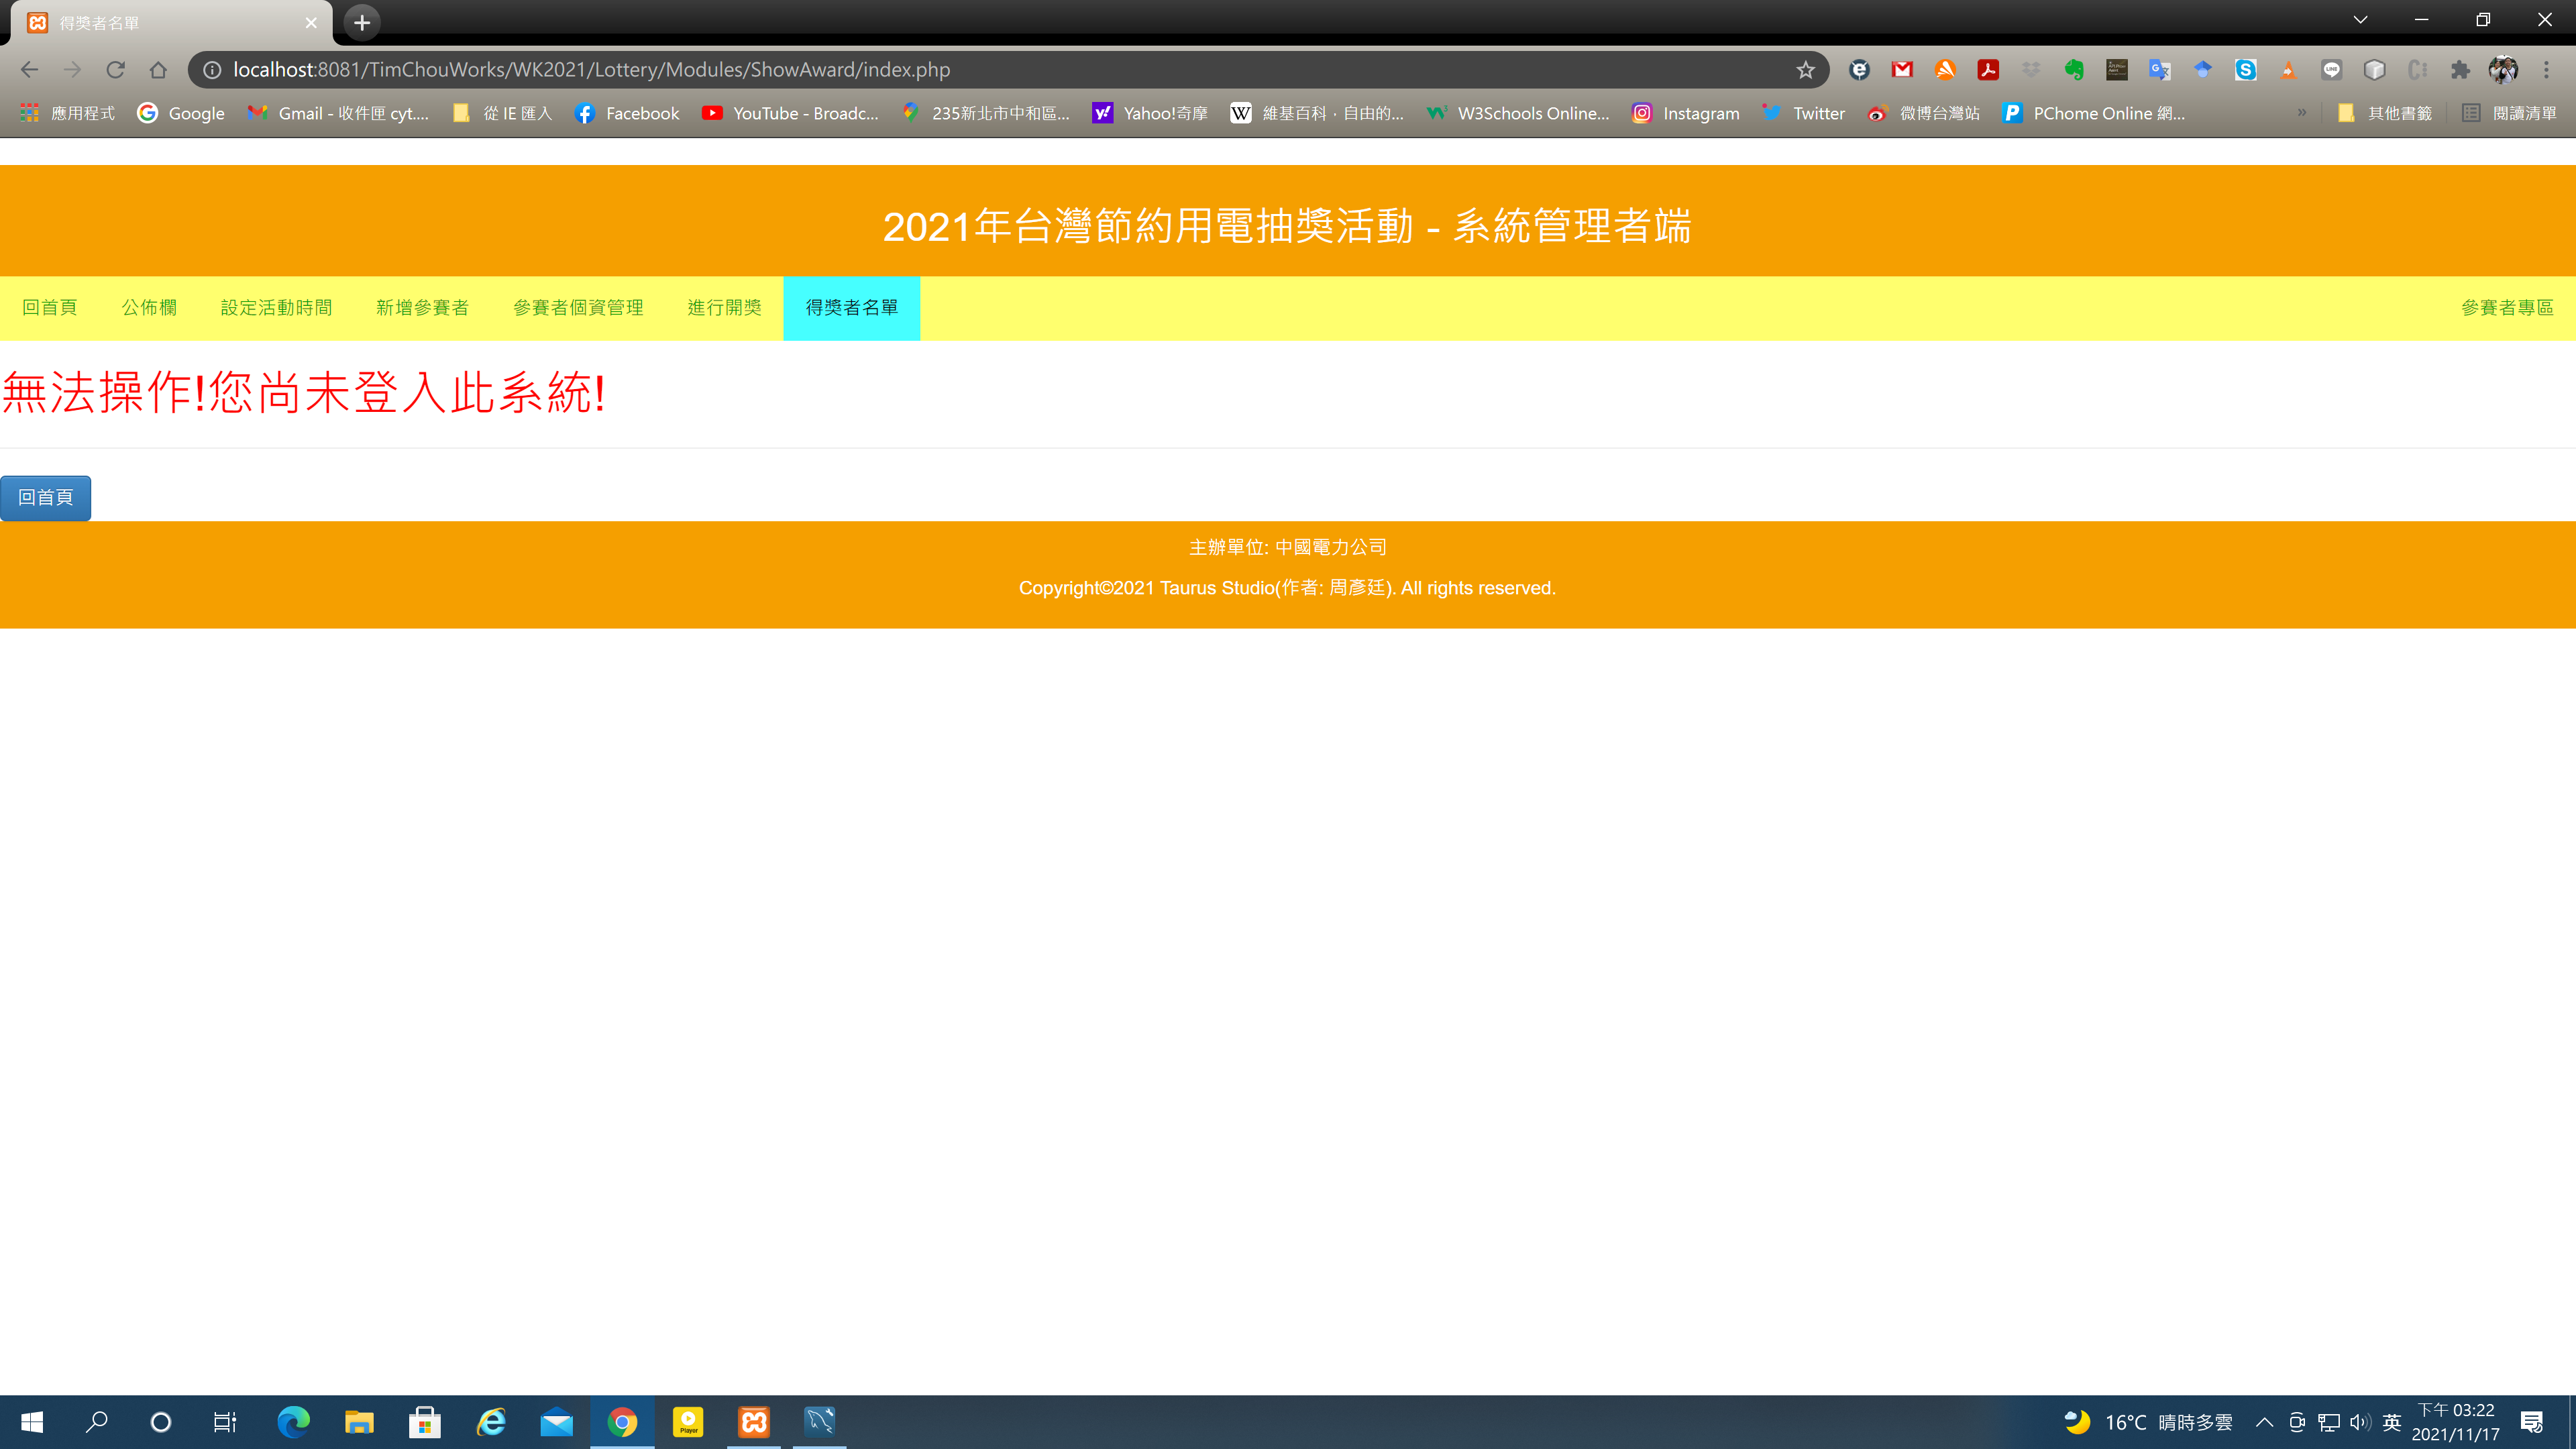 得獎者名單
localhost:8081/TimChouWorks/WK2021/Lottery/Modules/ShowAward/index.php
應用程式 Google Gmail - 收件匣 cyt.... 從 IE 匯入 Facebook YouTube - Broadc... 235新北市中和區... Yahoo!奇摩 維基百科，自由的... W3Schools Online... Instagram Twitter 微博台灣站 PChome Online 網... » 其他書籤 閱讀清單
2021年台灣節約用電抽獎活動 - 系統管理者端
回首頁 公佈欄 設定活動時間 新增參賽者 參賽者個資管理 進行開獎 得獎者名單 參賽者專區
無法操作!您尚未登入此系統!
回首頁
主辦單位: 中國電力公司
Copyright©2021 Taurus Studio(作者: 周彥廷). All rights reserved.
Player
16°C 晴時多雲 英 下午 03:22
2021/11/17